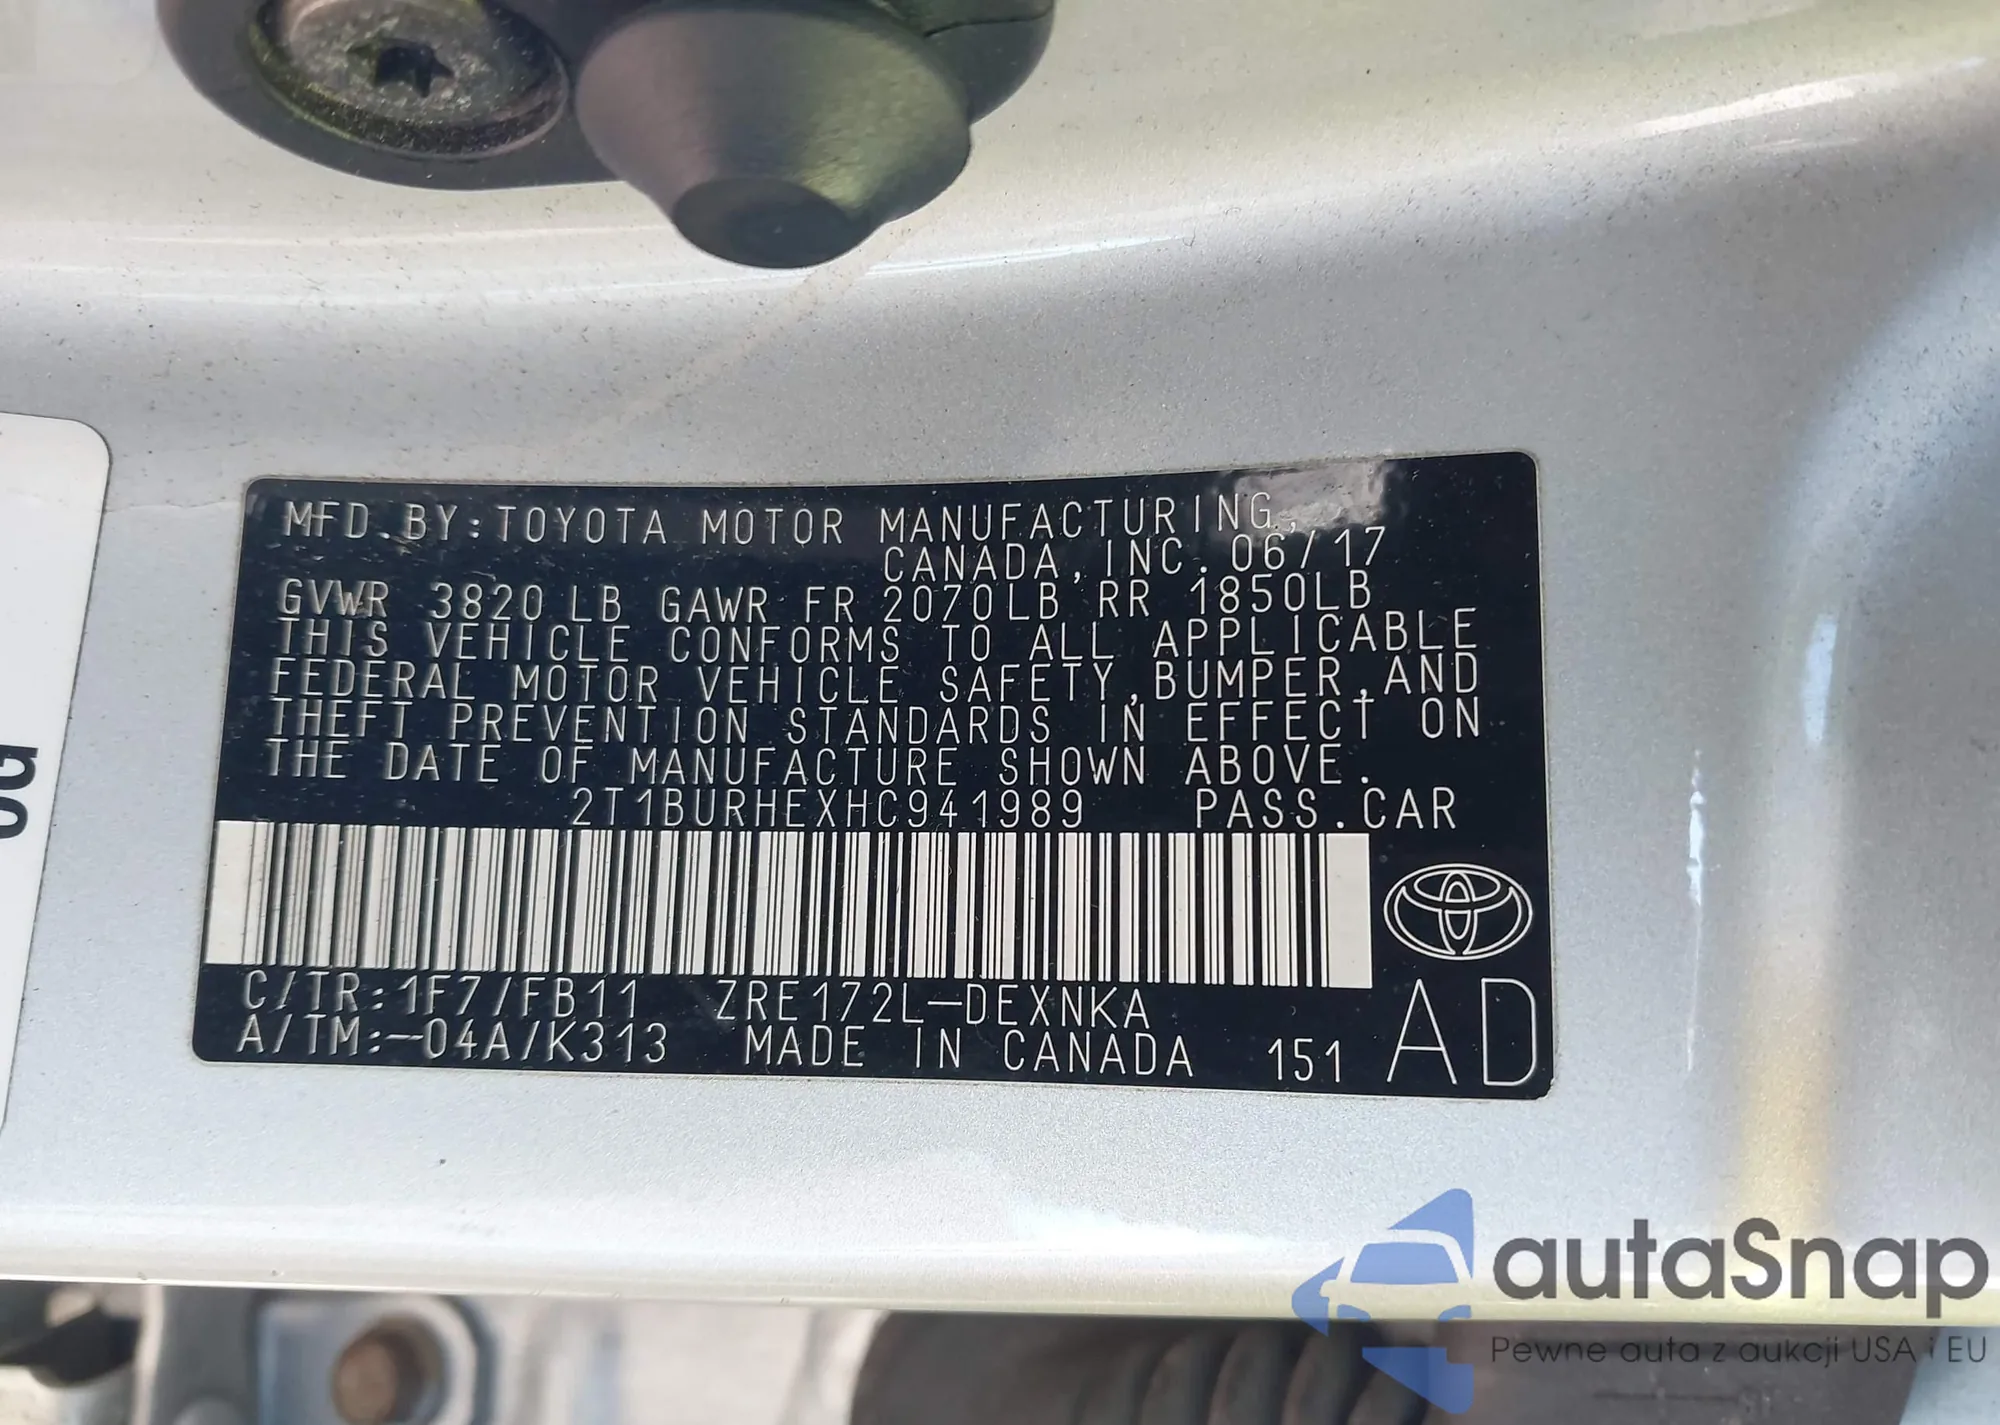 MFD.BY:TOYOTA MOTOR MANUFACTURING,
CANADA, INC. 06/17
GVWR 3820LB GAWR FR 2070LB RR 1850LB
THIS VEHICLE CONFORMS TO ALL APPLICABLE
FEDERAL MOTOR VEHICLE SAFETY,BUMPER,AND
THEFT PREVENTION STANDARDS IN EFFECT ON
THE DATE OF MANUFACTURE SHOWN ABOVE.
2T1BURHEXHC941989 PASS.CAR
C/TR:1F7/FB11 ZRE172L-DEXNKA
A/TM:-04A/K313 MADE IN CANADA 151
AD
autaSnap
Pewne auta z aukcji USA i EU